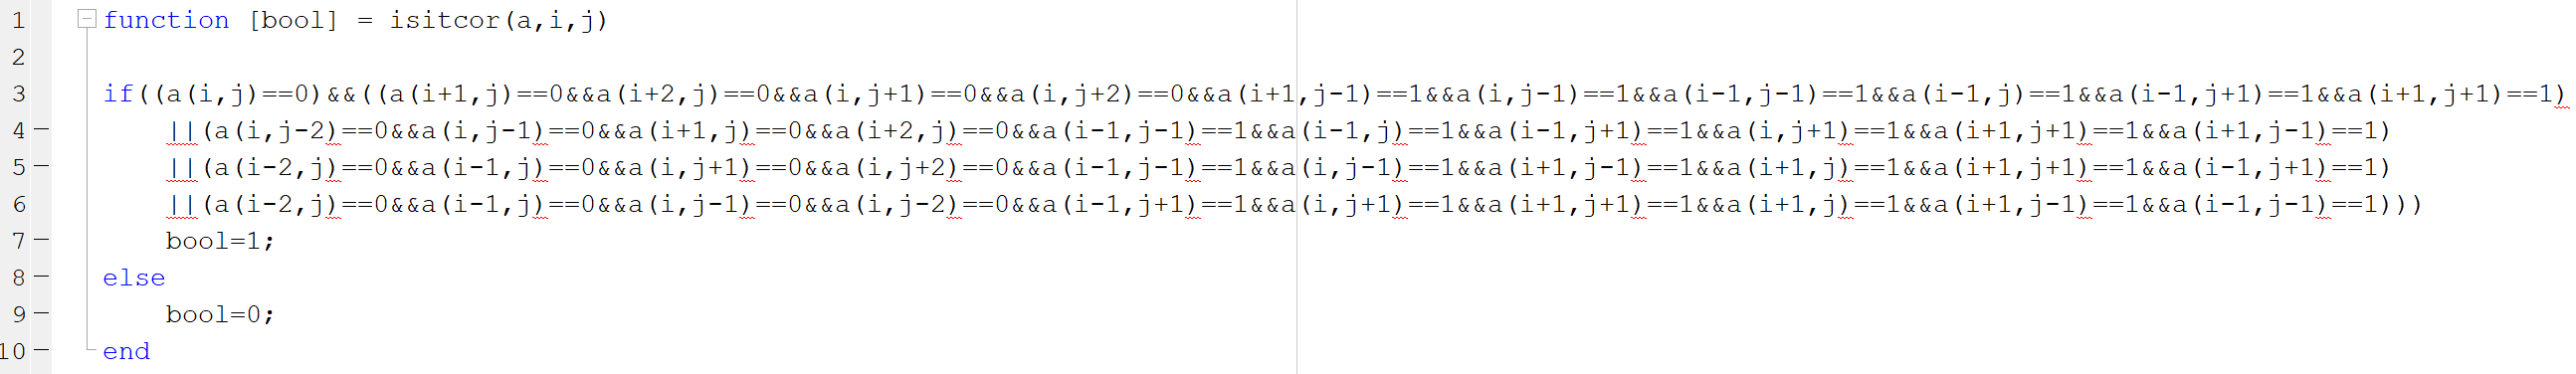 1 function [bool] = isitcor(a,i,j)
2
3 if((a(i,j)==0)&&((a(i+1,j)==0&&a(i+2,j)==0&&a(i,j+1)==0&&a(i,j+2)==0&&a(i+1,j-1)==1&&a(i,j-1)==1&&a(i-1,j-1)==1&&a(i-1,j)==1&&a(i-1,j+1)==1&&a(i+1,j+1)==1)
4 ||(a(i,j-2)==0&&a(i,j-1)==0&&a(i+1,j)==0&&a(i+2,j)==0&&a(i-1,j-1)==1&&a(i-1,j)==1&&a(i-1,j+1)==1&&a(i,j+1)==1&&a(i+1,j+1)==1&&a(i+1,j-1)==1)
5 ||(a(i-2,j)==0&&a(i-1,j)==0&&a(i,j+1)==0&&a(i,j+2)==0&&a(i-1,j-1)==1&&a(i,j-1)==1&&a(i+1,j-1)==1&&a(i+1,j)==1&&a(i+1,j+1)==1&&a(i-1,j+1)==1)
6 ||(a(i-2,j)==0&&a(i-1,j)==0&&a(i,j-1)==0&&a(i,j-2)==0&&a(i-1,j+1)==1&&a(i,j+1)==1&&a(i+1,j+1)==1&&a(i+1,j)==1&&a(i+1,j-1)==1&&a(i-1,j-1)==1)))
7 bool=1;
8 else
9 bool=0;
10 end